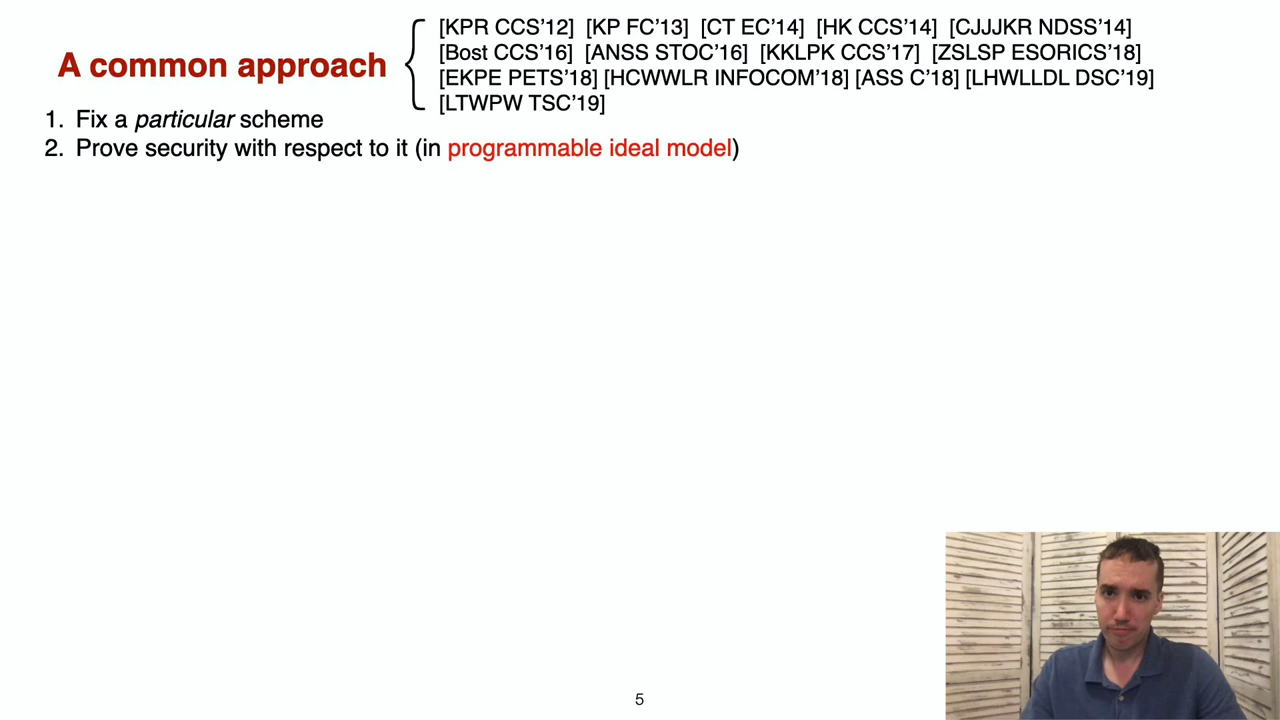 A common approach
[KPR CCS’12] [KP FC’13] [CT EC’14] [HK CCS’14] [CJJJKR NDSS’14]
[Bost CCS’16] [ANSS STOC’16] [KKLPK CCS’17] [ZSLSP ESORICS’18]
[EKPE PETS’18] [HCWWLR INFOCOM’18] [ASS C’18] [LHWLLDL DSC’19]
[LTWPW TSC’19]
1. Fix a particular scheme
2. Prove security with respect to it (in programmable ideal model)
5